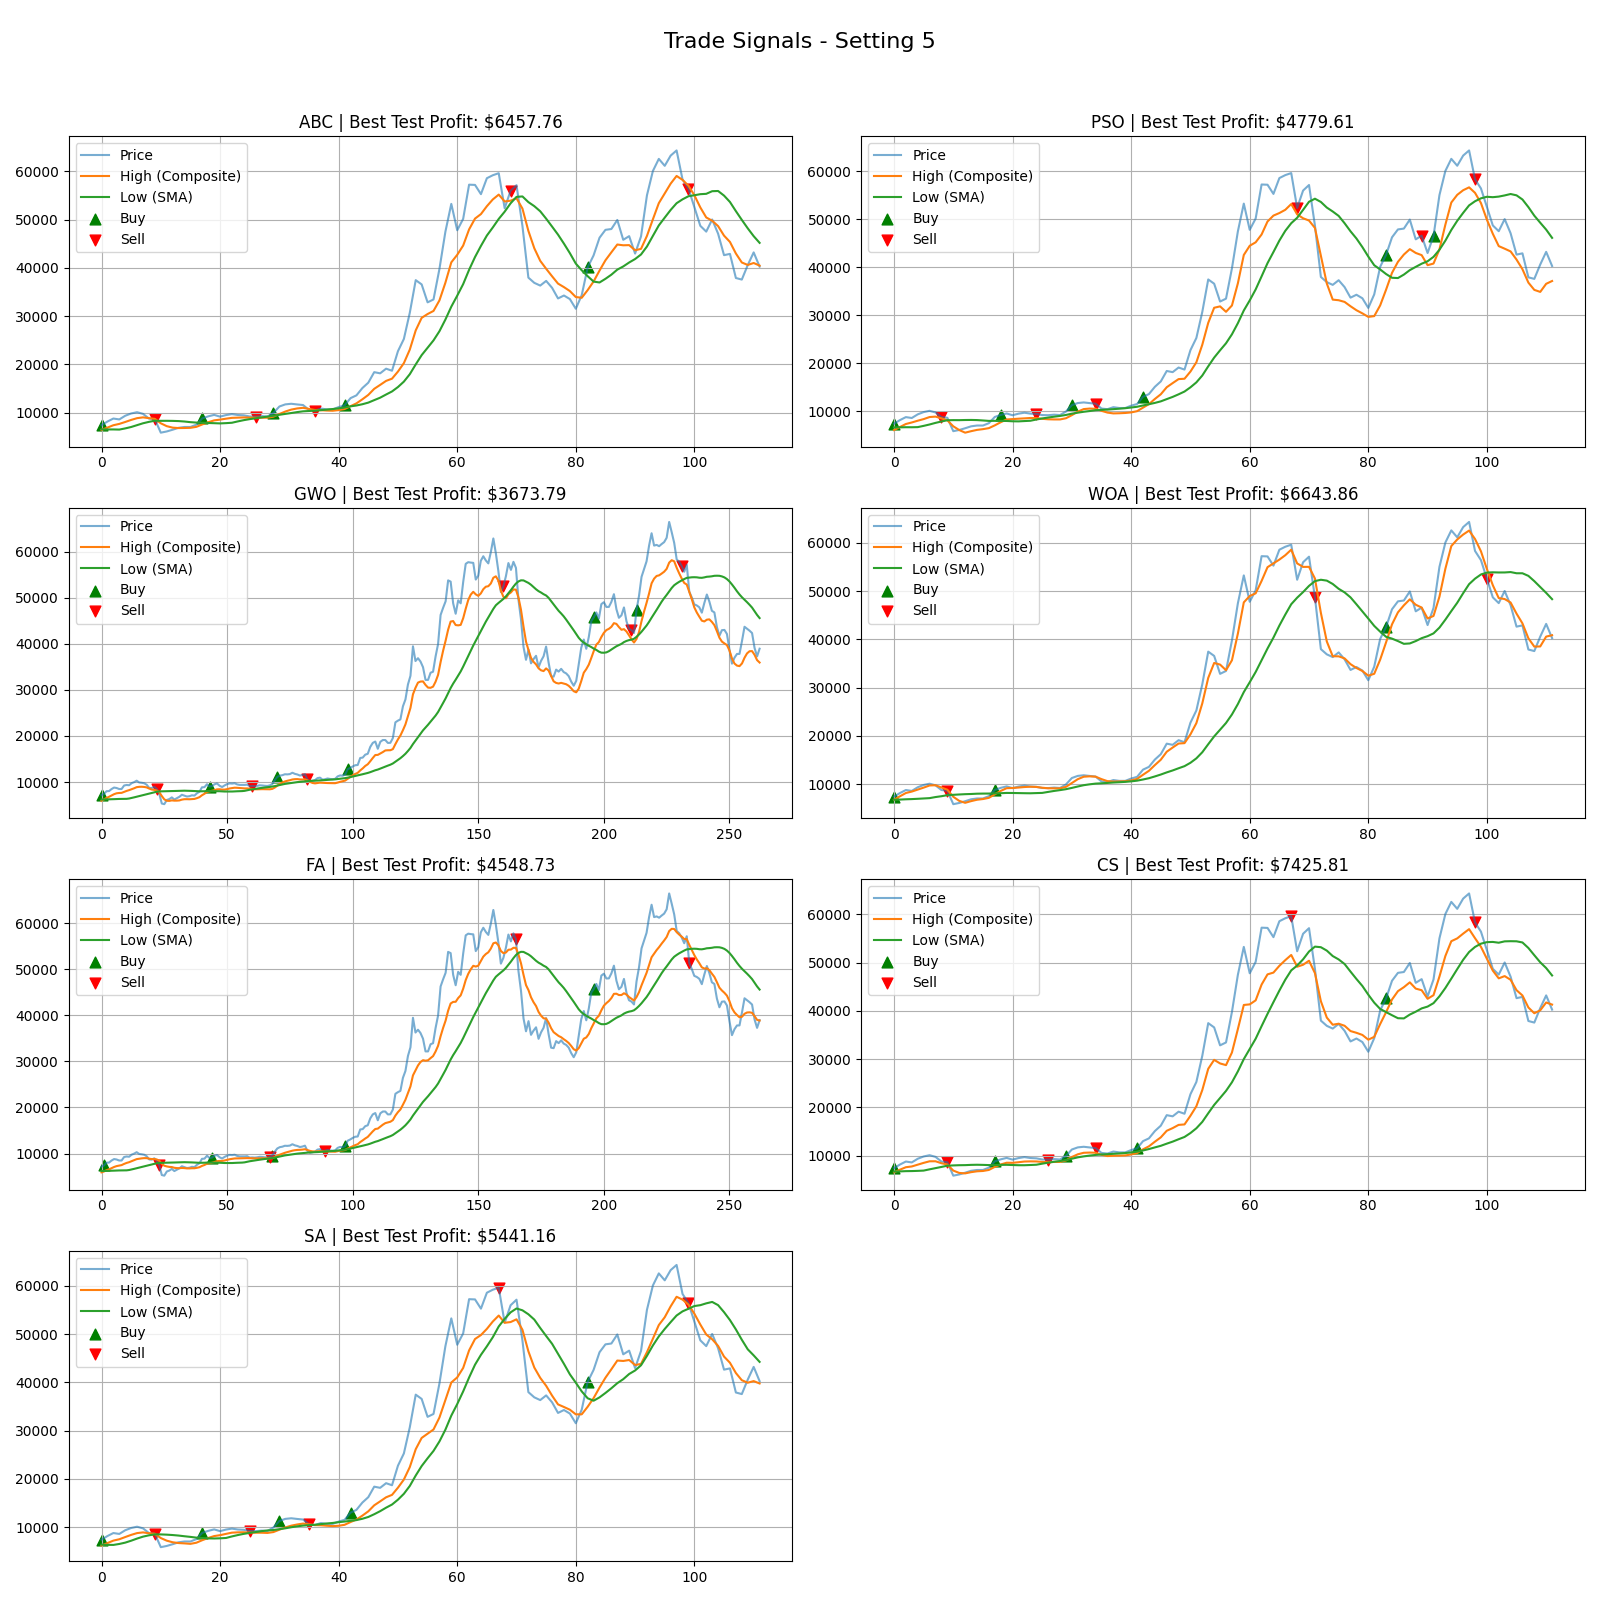 Trade Signals - Setting 5
ABC | Best Test Profit: $6457.76
Price
High (Composite)
Low (SMA)
Buy
Sell
60000
50000
40000
30000
20000
10000
0 20 40 60 80 100
PSO | Best Test Profit: $4779.61
Price
High (Composite)
Low (SMA)
Buy
Sell
60000
50000
40000
30000
20000
10000
0 20 40 60 80 100
GWO | Best Test Profit: $3673.79
Price
High (Composite)
Low (SMA)
Buy
Sell
60000
50000
40000
30000
20000
10000
0 50 100 150 200 250
WOA | Best Test Profit: $6643.86
Price
High (Composite)
Low (SMA)
Buy
Sell
60000
50000
40000
30000
20000
10000
0 20 40 60 80 100
FA | Best Test Profit: $4548.73
Price
High (Composite)
Low (SMA)
Buy
Sell
60000
50000
40000
30000
20000
10000
0 50 100 150 200 250
CS | Best Test Profit: $7425.81
Price
High (Composite)
Low (SMA)
Buy
Sell
60000
50000
40000
30000
20000
10000
0 20 40 60 80 100
SA | Best Test Profit: $5441.16
Price
High (Composite)
Low (SMA)
Buy
Sell
60000
50000
40000
30000
20000
10000
0 20 40 60 80 100